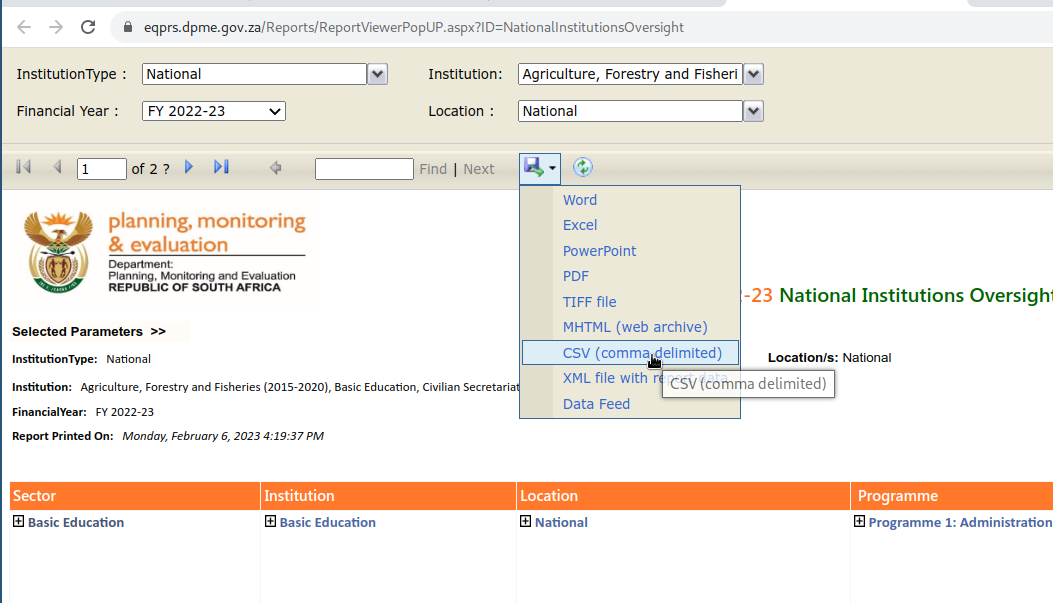 eqprs.dpme.gov.za/Reports/ReportViewerPopUP.aspx?ID=NationalInstitutionsOversight
InstitutionType : National Institution: Agriculture, Forestry and Fisheri
Financial Year : FY 2022-23 Location : National
1 of 2 ? Find | Next
Word
Excel
PowerPoint
PDF
TIFF file
MHTML (web archive)
CSV (comma delimited)
XML file with report data
Data Feed
CSV (comma delimited)
planning, monitoring
& evaluation
Department:
Planning, Monitoring and Evaluation
REPUBLIC OF SOUTH AFRICA
-23 National Institutions Oversight
Selected Parameters >>
InstitutionType: National Location/s: National
Institution: Agriculture, Forestry and Fisheries (2015-2020), Basic Education, Civilian Secretariat
FinancialYear: FY 2022-23
Report Printed On: Monday, February 6, 2023 4:19:37 PM
Sector Institution Location Programme
Basic Education Basic Education National Programme 1: Administration